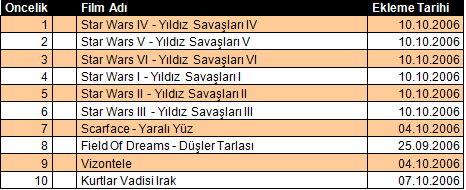 Oncelik Film Adı Ekleme Tarihi
1 Star Wars IV - Yıldız Savaşları IV 10.10.2006
2 Star Wars V - Yıldız Savaşları V 10.10.2006
3 Star Wars VI - Yıldız Savaşları VI 10.10.2006
4 Star Wars I - Yıldız Savaşları I 10.10.2006
5 Star Wars II - Yıldız Savaşları II 10.10.2006
6 Star Wars III - Yıldız Savaşları III 10.10.2006
7 Scarface - Yaralı Yüz 04.10.2006
8 Field Of Dreams - Düşler Tarlası 25.09.2006
9 Vizontele 04.10.2006
10 Kurtlar Vadisi Irak 07.10.2006